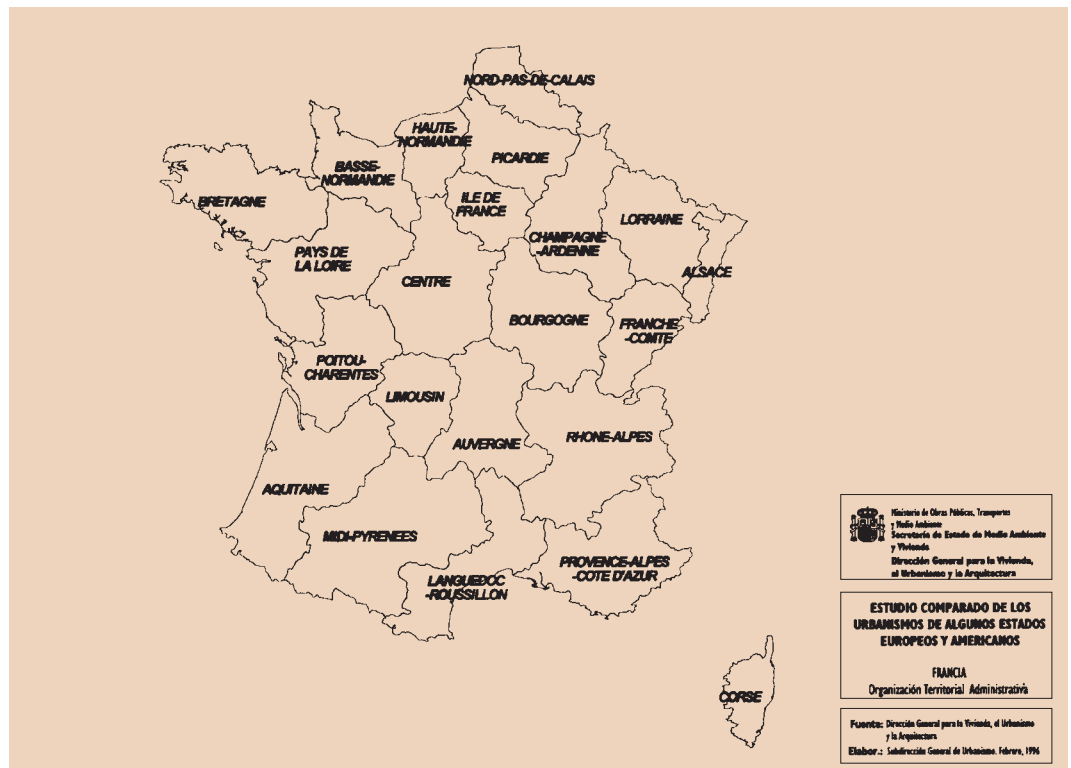 NORD-PAS-DE-CALAIS
HAUTE-
NORMANDIE
PICARDIE
BASSE-
NORMANDIE
BRETAGNE
ILE DE
FRANCE
LORRAINE
CHAMPAGNE
-ARDENNE
PAYS DE
LA LOIRE
ALSACE
CENTRE
BOURGOGNE
FRANCHE
-COMTE
POITOU-
CHARENTES
LIMOUSIN
AUVERGNE
RHONE-ALPES
AQUITAINE
MIDI-PYRENEES
PROVENCE-ALPES
-COTE D'AZUR
LANGUEDOC
-ROUSSILLON
CORSE
Ministerio de Obras Públicas, Transportes
y Medio Ambiente
Secretaría de Estado de Medio Ambiente
y Vivienda
Dirección General para la Vivienda,
el Urbanismo y la Arquitectura
ESTUDIO COMPARADO DE LOS
URBANISMOS DE ALGUNOS ESTADOS
EUROPEOS Y AMERICANOS
FRANCIA
Organización Territorial Administrativa
Fuente: Dirección General para la Vivienda, el Urbanismo
y la Arquitectura
Elabor.: Subdirección General de Urbanismo. Febrero, 1996